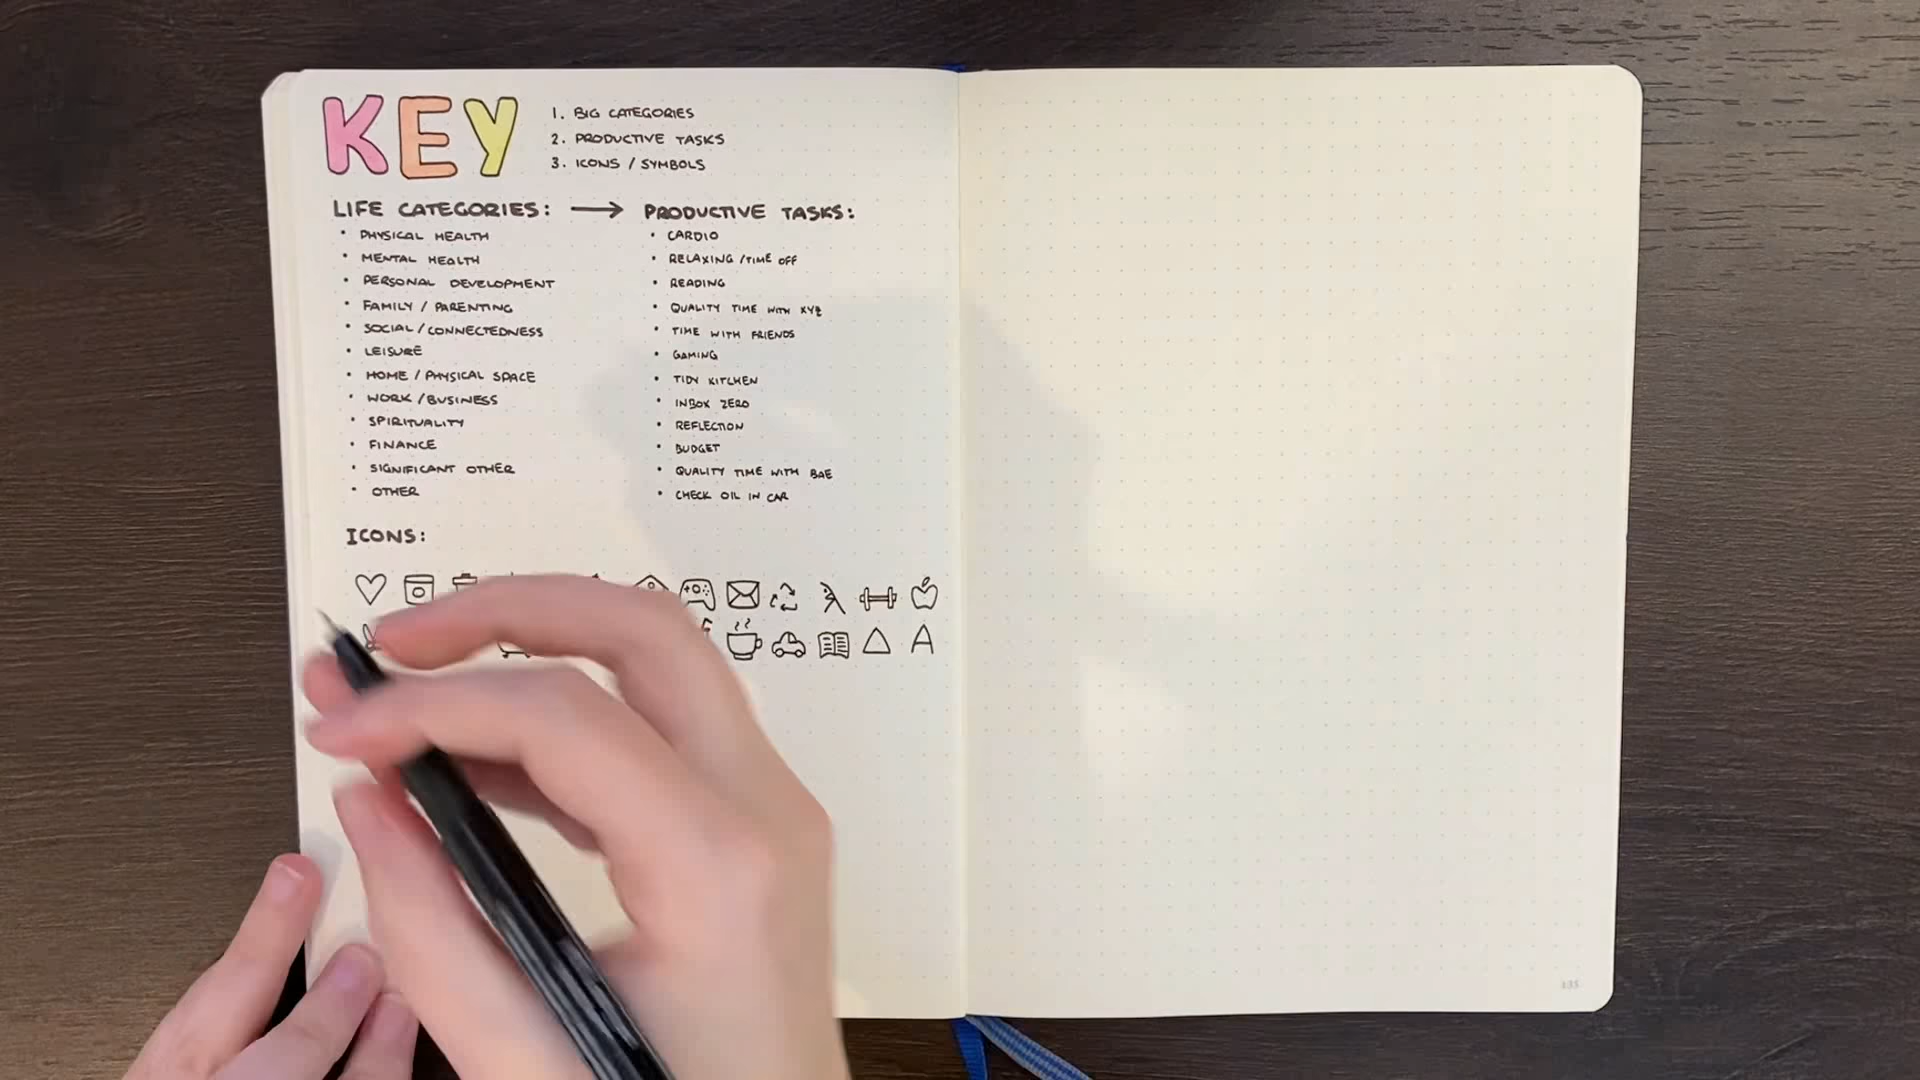 KEY
1. BIG CATEGORIES
2. PRODUCTIVE TASKS
3. ICONS / SYMBOLS
LIFE CATEGORIES: → PRODUCTIVE TASKS:
• PHYSICAL HEALTH
• MENTAL HEALTH
• PERSONAL DEVELOPMENT
• FAMILY / PARENTING
• SOCIAL / CONNECTEDNESS
• LEISURE
• HOME / PHYSICAL SPACE
• WORK / BUSINESS
• SPIRITUALITY
• FINANCE
• SIGNIFICANT OTHER
• OTHER
• CARDIO
• RELAXING / TIME OFF
• READING
• QUALITY TIME WITH XYZ
• TIME WITH FRIENDS
• GAMING
• TIDY KITCHEN
• INBOX ZERO
• REFLECTION
• BUDGET
• QUALITY TIME WITH BAE
• CHECK OIL IN CAR
ICONS:
A